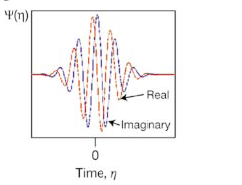 Ψ(η)
Real
Imaginary
0
Time, η